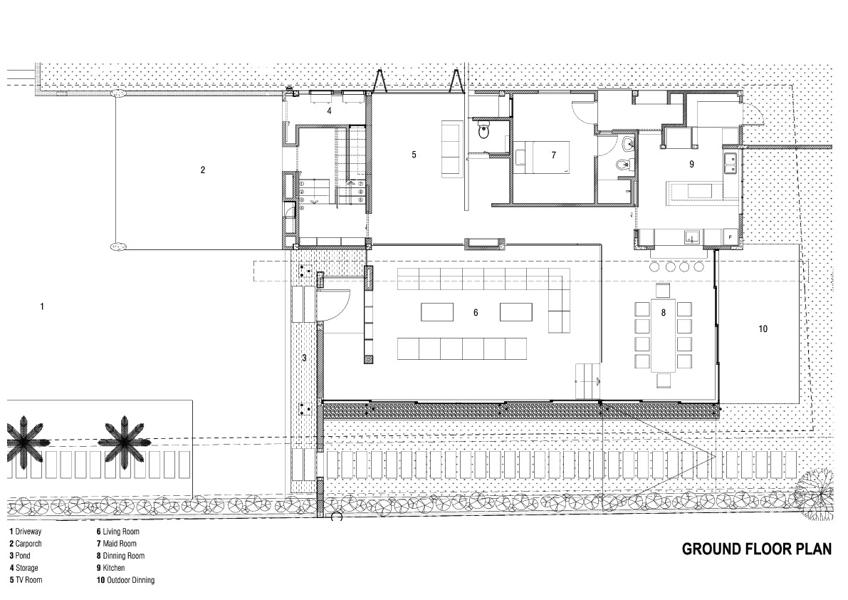 4
2
5
7
9
F
1
6
8
3
10
1 Driveway
2 Carporch
3 Pond
4 Storage
5 TV Room
6 Living Room
7 Maid Room
8 Dinning Room
9 Kitchen
10 Outdoor Dinning
GROUND FLOOR PLAN